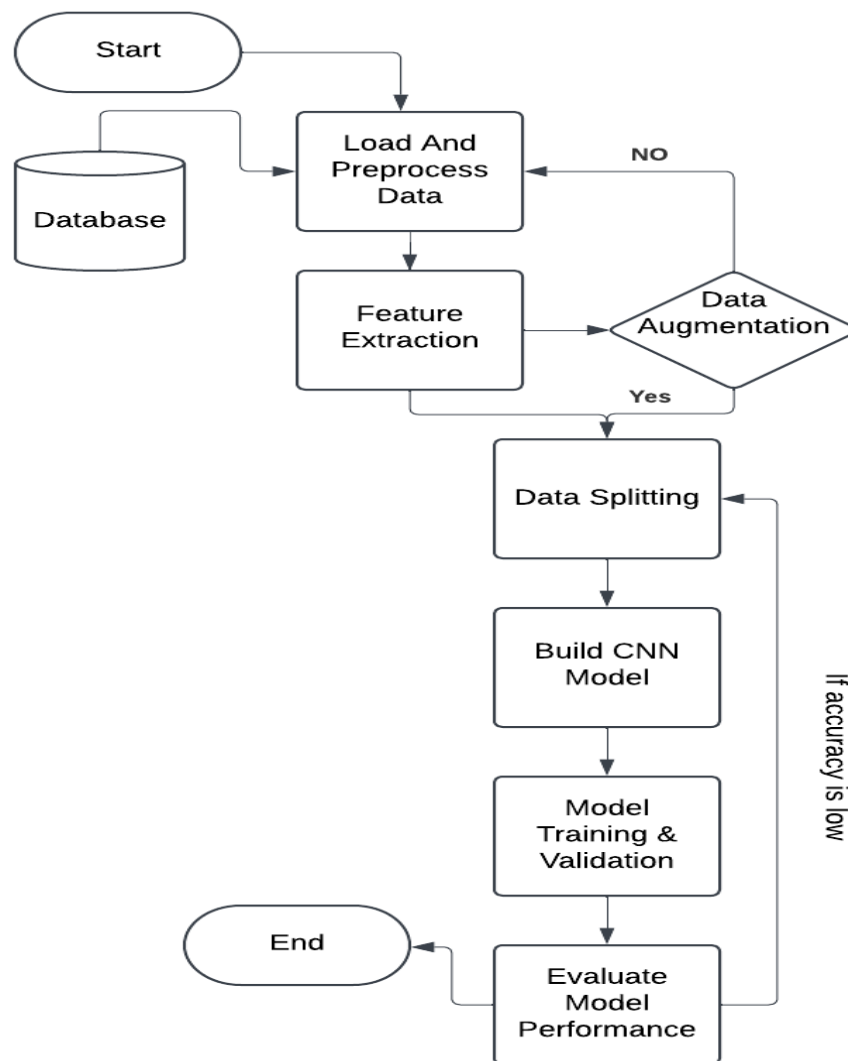 Start
Load And
Preprocess
Data
NO
Database
Feature
Extraction
Data
Augmentation
Yes
Data Splitting
Build CNN
Model
If accuracy is low
Model
Training &
Validation
End
Evaluate
Model
Performance